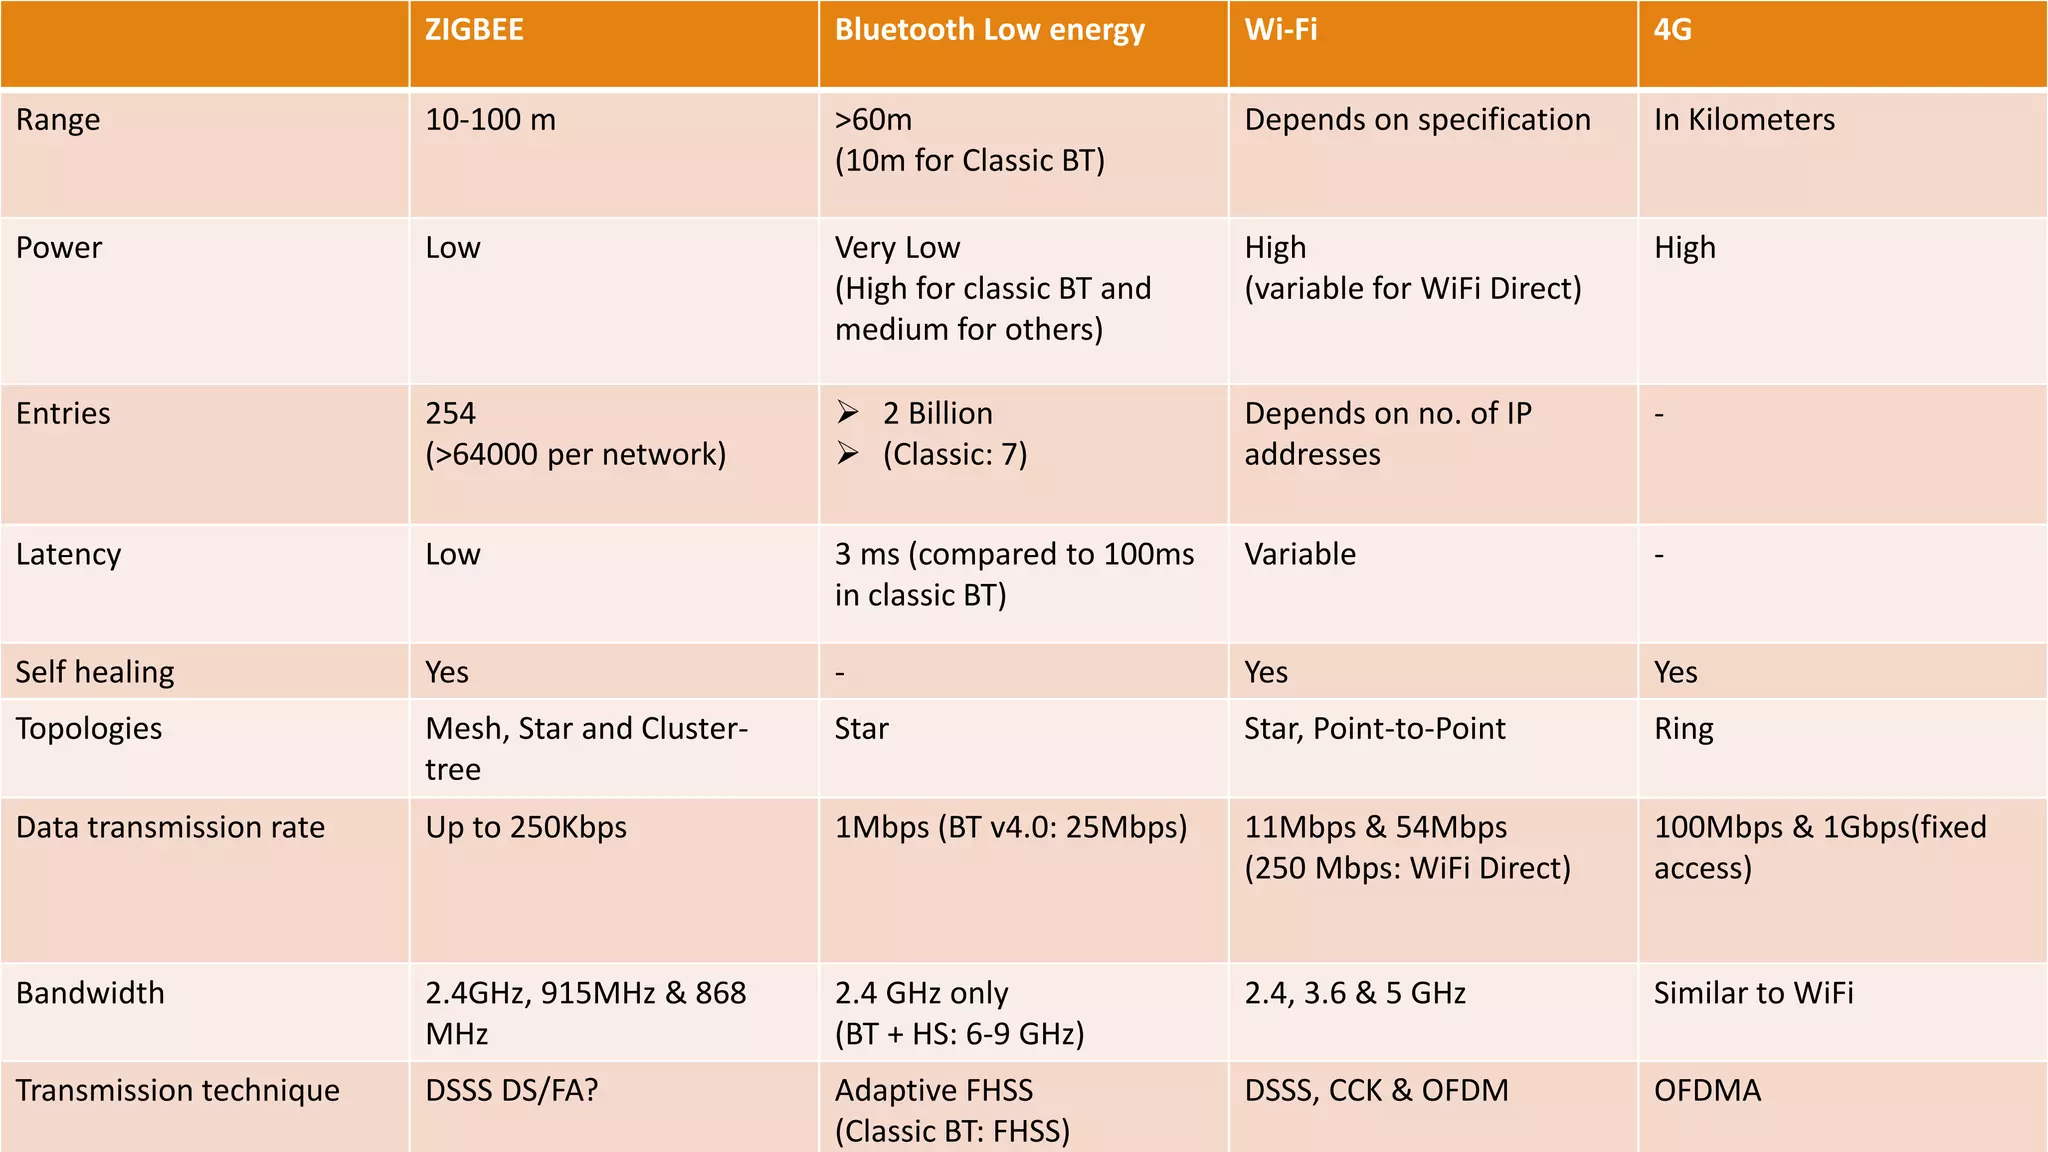 ZIGBEE
Bluetooth Low energy
Wi-Fi
4G
Range
10-100 m
>60m
(10m for Classic BT)
Depends on specification
In Kilometers
Power
Low
Very Low
(High for classic BT and
medium for others)
High
(variable for WiFi Direct)
High
Entries
254
(>64000 per network)
➢ 2 Billion
➢ (Classic: 7)
Depends on no. of IP
addresses
-
Latency
Low
3 ms (compared to 100ms
in classic BT)
Variable
-
Self healing
Yes
-
Yes
Yes
Topologies
Mesh, Star and Cluster-
tree
Star
Star, Point-to-Point
Ring
Data transmission rate
Up to 250Kbps
1Mbps (BT v4.0: 25Mbps)
11Mbps & 54Mbps
(250 Mbps: WiFi Direct)
100Mbps & 1Gbps(fixed
access)
Bandwidth
2.4GHz, 915MHz & 868
MHz
2.4 GHz only
(BT + HS: 6-9 GHz)
2.4, 3.6 & 5 GHz
Similar to WiFi
Transmission technique
DSSS DS/FA?
Adaptive FHSS
(Classic BT: FHSS)
DSSS, CCK & OFDM
OFDMA